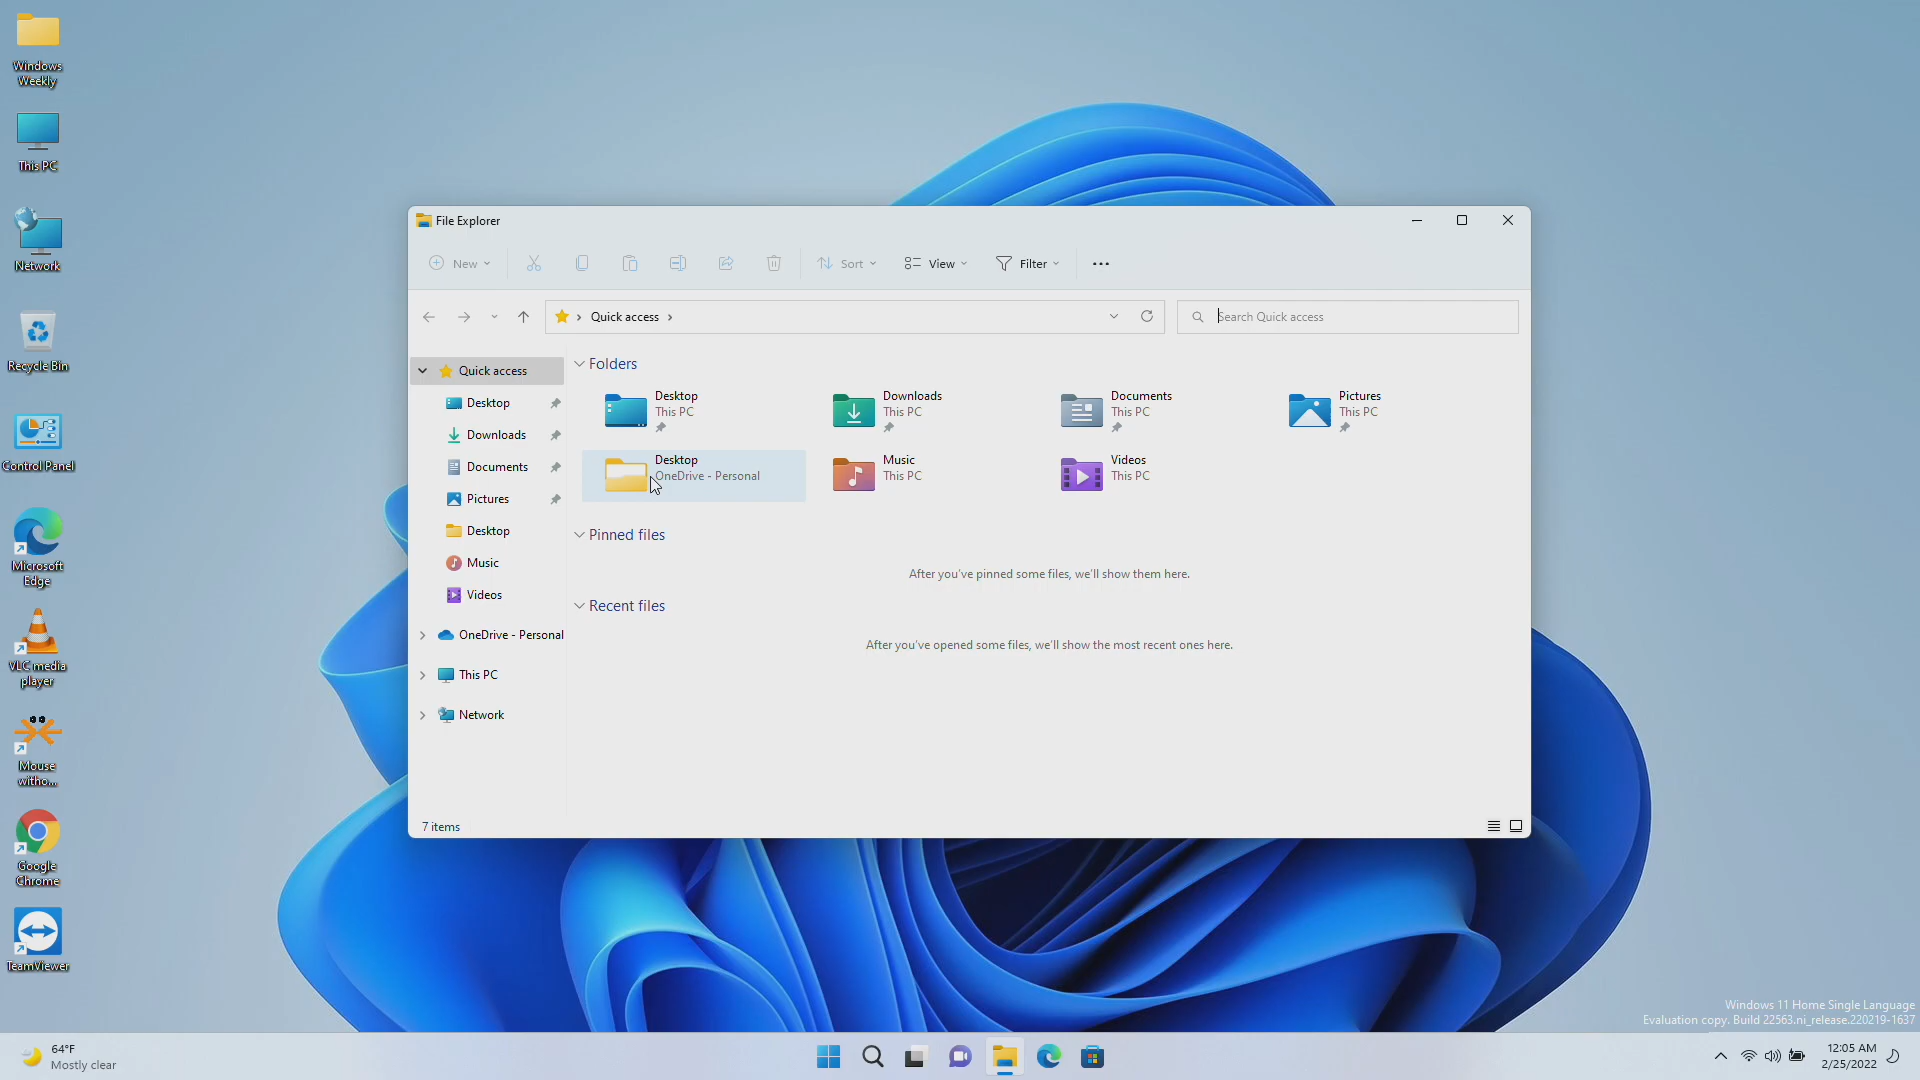 Windows
Weekly
This PC
Network
Recycle Bin
Control Panel
Microsoft
Edge
VLC media
player
Mouse
witho...
Google
Chrome
TeamViewer
File Explorer
New
Sort
View
Filter
Quick access
Search Quick access
Quick access
Desktop
Downloads
Documents
Pictures
Desktop
Music
Videos
OneDrive - Personal
This PC
Network
Folders
Desktop
This PC
Downloads
This PC
Documents
This PC
Pictures
This PC
Desktop
OneDrive - Personal
Music
This PC
Videos
This PC
Pinned files
After you've pinned some files, we'll show them here.
Recent files
After you've opened some files, we'll show the most recent ones here.
7 items
Windows 11 Home Single Language
Evaluation copy. Build 22563.ni_release.220219-1637
64°F
Mostly clear
12:05 AM
2/25/2022